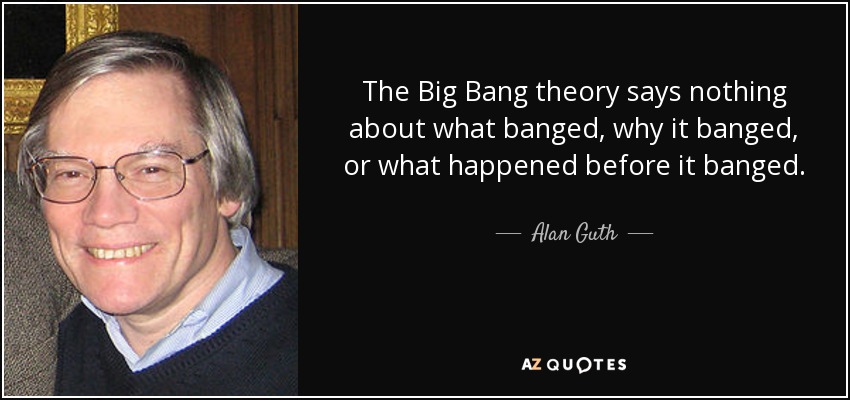 The Big Bang theory says nothing
about what banged, why it banged,
or what happened before it banged.
Alan Guth
AZ QUOTES